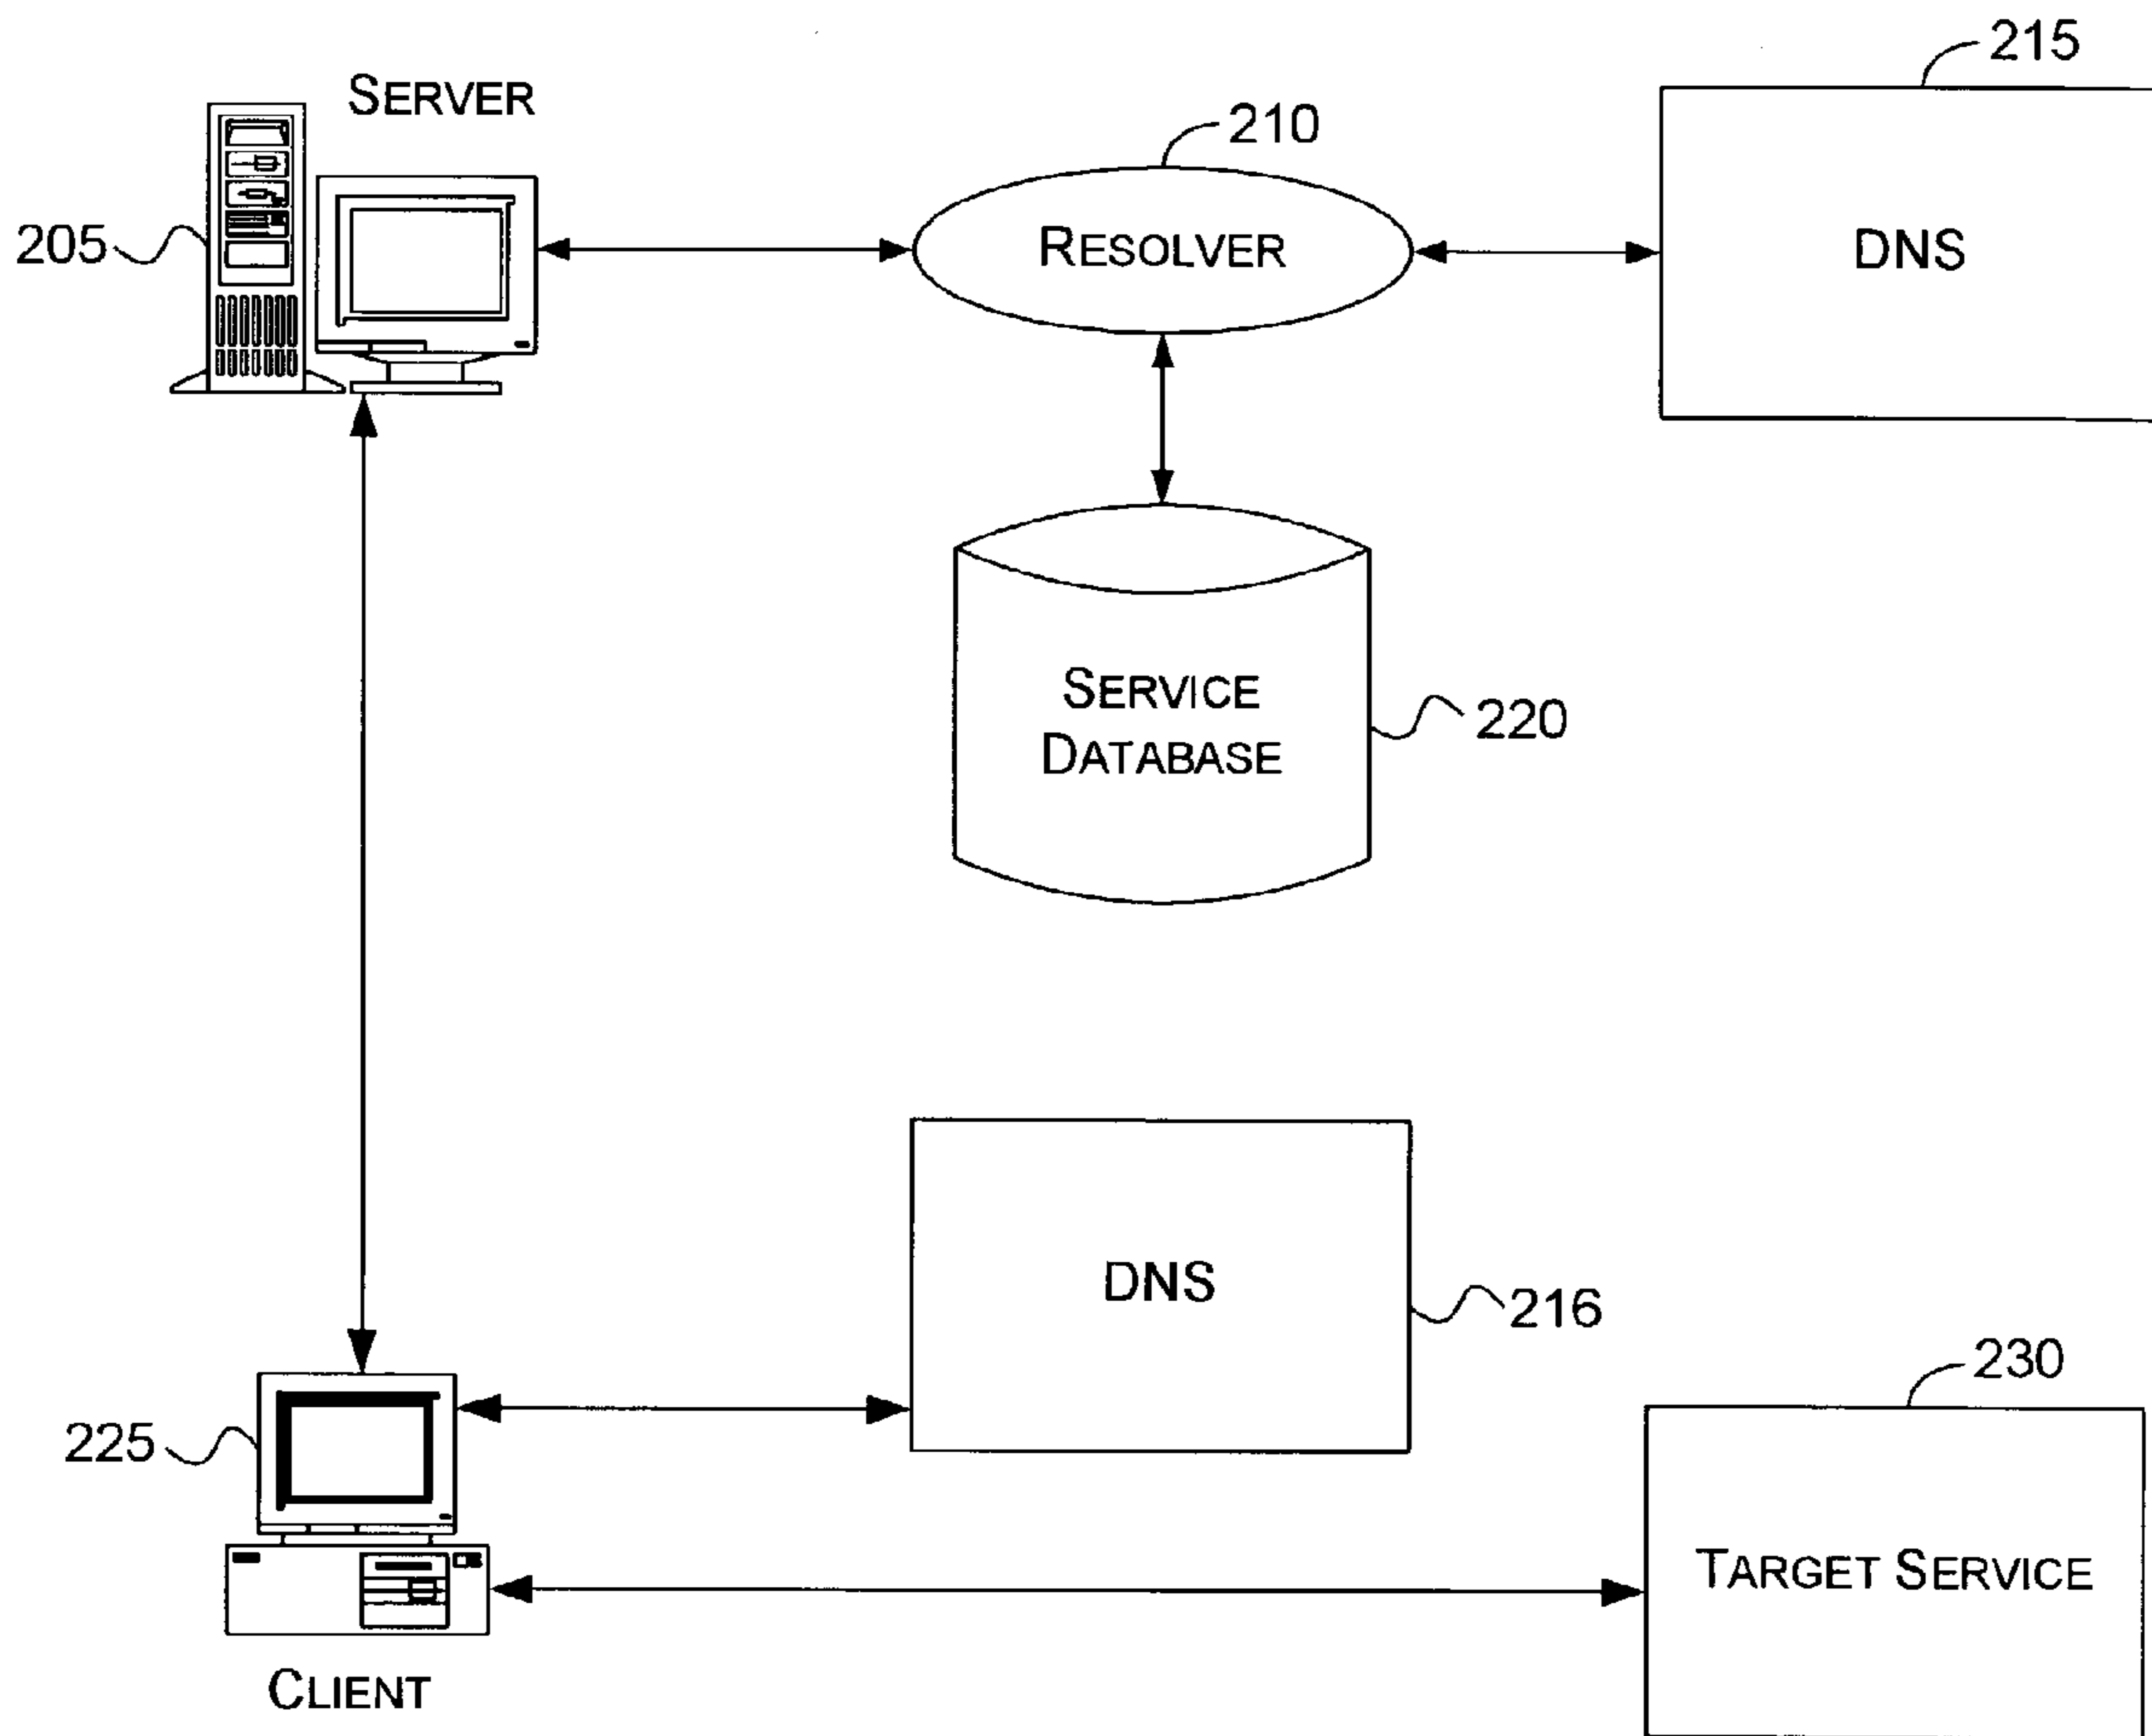 215
SERVER
210
205
RESOLVER
DNS
SERVICE
DATABASE
220
DNS
216
230
225
TARGET SERVICE
CLIENT